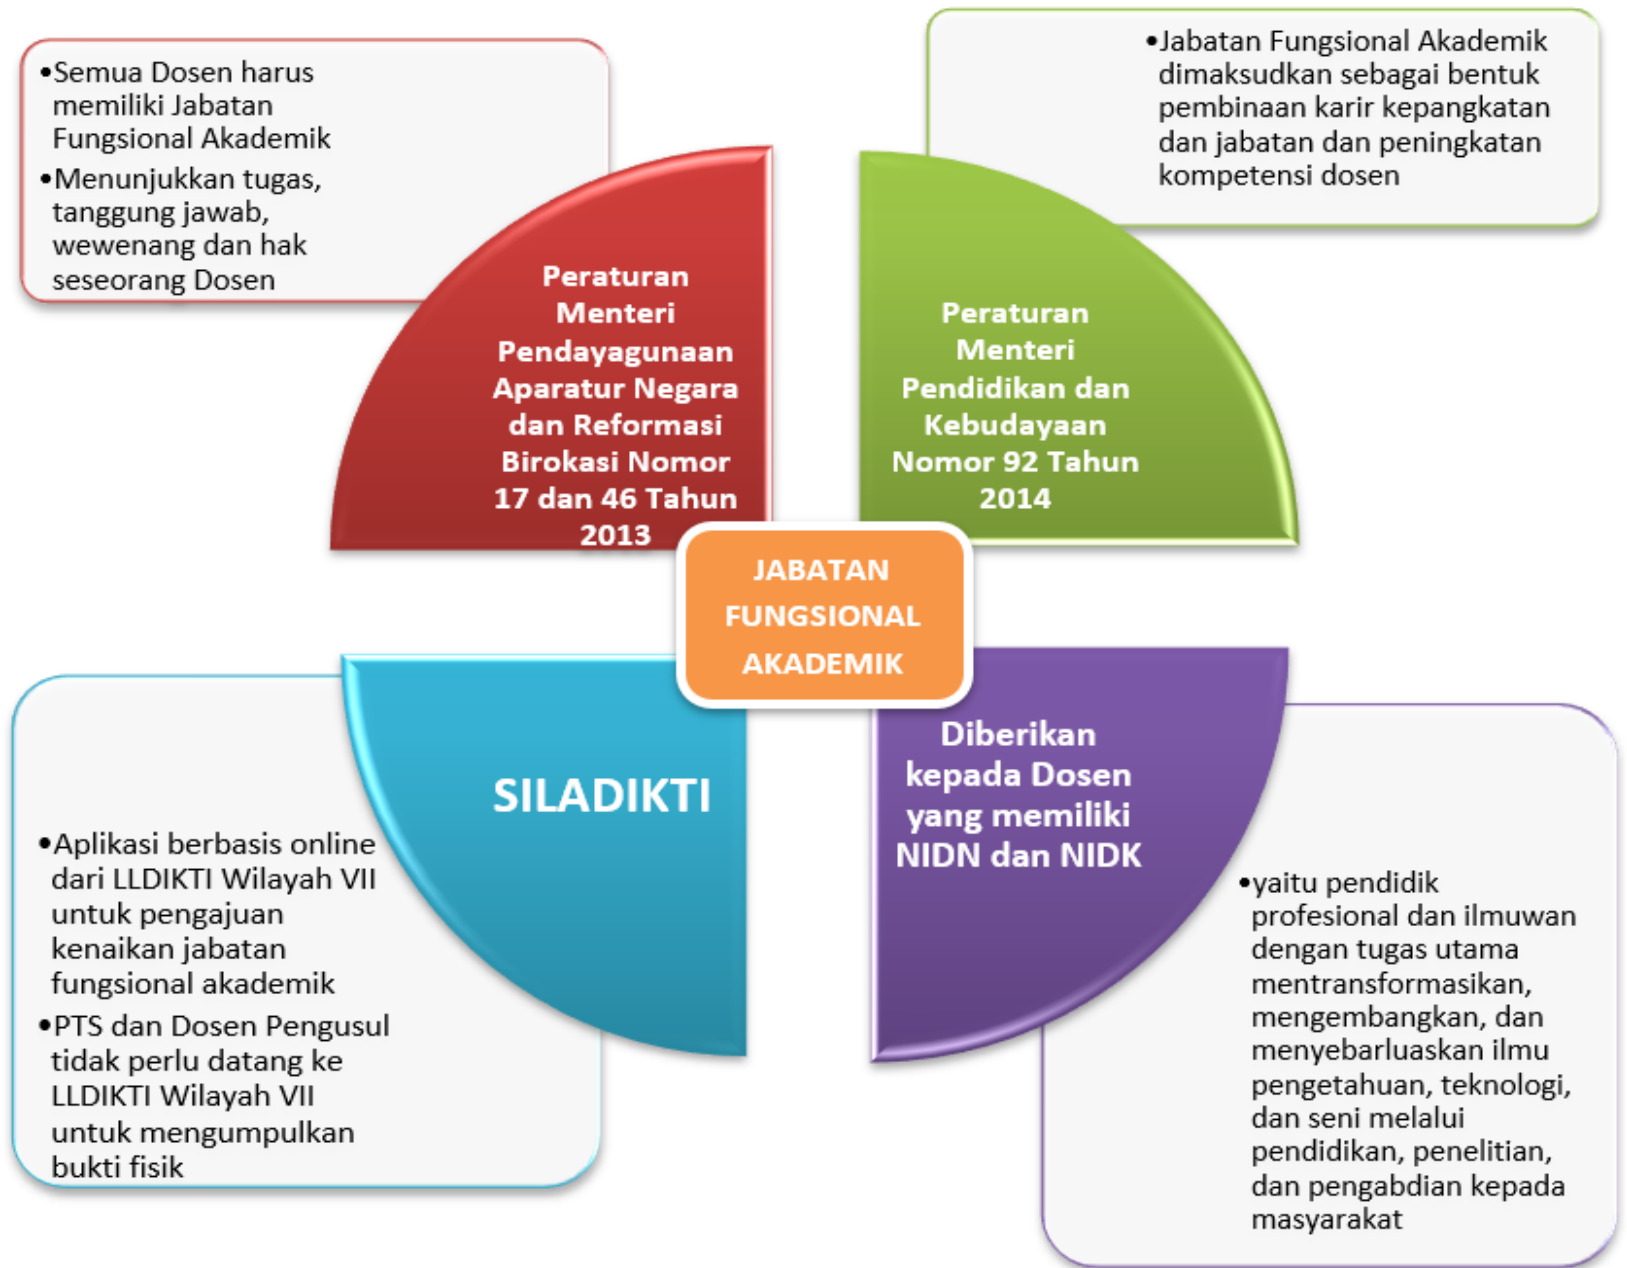 •Semua Dosen harus
memiliki Jabatan
Fungsional Akademik
•Menunjukkan tugas,
tanggung jawab,
wewenang dan hak
seseorang Dosen
Peraturan
Menteri
Pendayagunaan
Aparatur Negara
dan Reformasi
Birokasi Nomor
17 dan 46 Tahun
2013
•Jabatan Fungsional Akademik
dimaksudkan sebagai bentuk
pembinaan karir kepangkatan
dan jabatan dan peningkatan
kompetensi dosen
Peraturan
Menteri
Pendidikan dan
Kebudayaan
Nomor 92 Tahun
2014
JABATAN
FUNGSIONAL
AKADEMIK
SILADIKTI
•Aplikasi berbasis online
dari LLDIKTI Wilayah VII
untuk pengajuan
kenaikan jabatan
fungsional akademik
•PTS dan Dosen Pengusul
tidak perlu datang ke
LLDIKTI Wilayah VII
untuk mengumpulkan
bukti fisik
Diberikan
kepada Dosen
yang memiliki
NIDN dan NIDK
•yaitu pendidik
profesional dan ilmuwan
dengan tugas utama
mentransformasikan,
mengembangkan, dan
menyebarluaskan ilmu
pengetahuan, teknologi,
dan seni melalui
pendidikan, penelitian,
dan pengabdian kepada
masyarakat